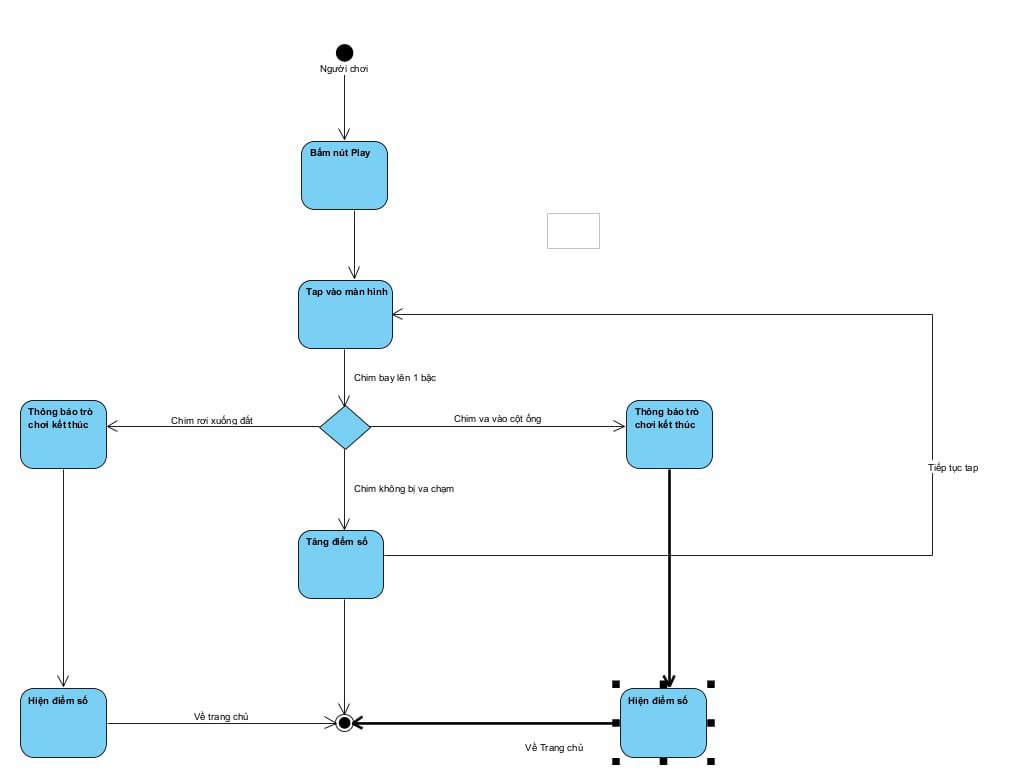 Người chơi
Bấm nút Play
Tap vào màn hình
Chim bay lên 1 bậc
Thông báo trò
chơi kết thúc
Chim rơi xuống đất
Chim va vào cột ống
Thông báo trò
chơi kết thúc
Tiếp tục tap
Chim không bị va chạm
Tăng điểm số
Hiện điểm số
Về trang chủ
Hiện điểm số
Về Trang chủ